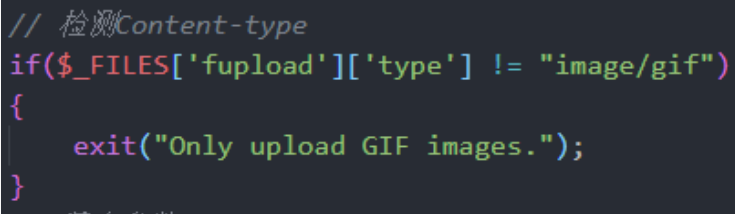 // 检测Content-type
if($_FILES['fupload']['type'] != "image/gif")
{
exit("Only upload GIF images.");
}